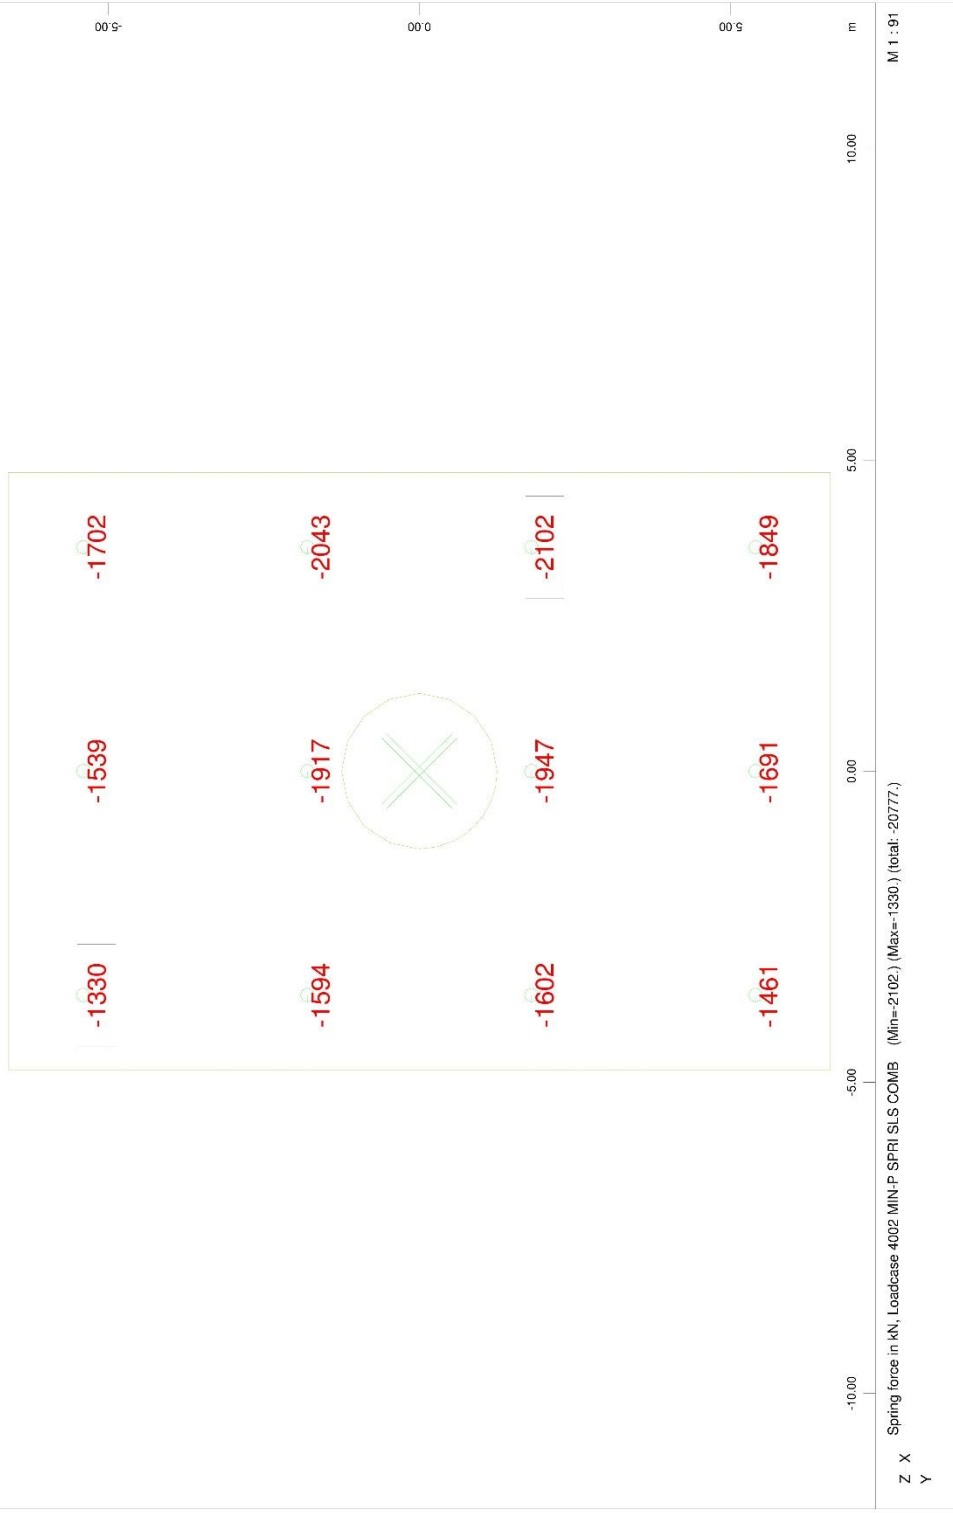 -1330 -1539 -1702
-5.00
-1594 -1917 -2043
0.00
-1602 -1947 -2102
5.00
-1461 -1691 -1849
-10.00 -5.00 0.00 5.00 10.00 m
Spring force in kN, Loadcase 4002 MIN-P SPRI SLS COMB (Min=-2102.) (Max=-1330.) (total: -20777.)
M 1 : 91
Z X
Y